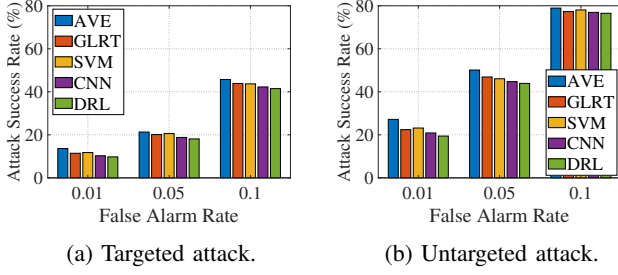 Attack Success Rate (%)
80
60
40
20
0
AVE
GLRT
SVM
CNN
DRL
0.01 0.05 0.1
False Alarm Rate
(a) Targeted attack.
Attack Success Rate (%)
80
60
40
20
0
AVE
GLRT
SVM
CNN
DRL
0.01 0.05 0.1
False Alarm Rate
(b) Untargeted attack.